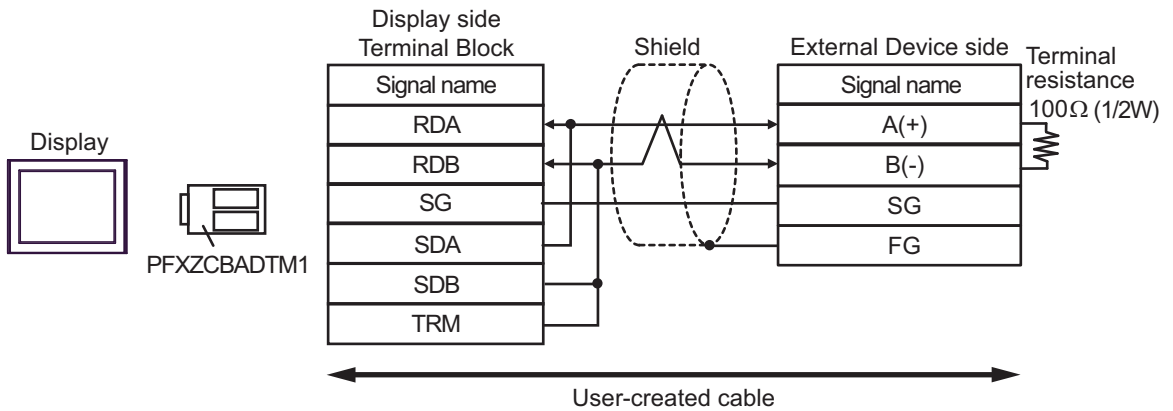 Display
PFXZCBADTM1
Display side
Terminal Block
Signal name
RDA
RDB
SG
SDA
SDB
TRM
Shield
External Device side
Signal name
A(+)
B(-)
SG
FG
Terminal
resistance
100Ω (1/2W)
User-created cable